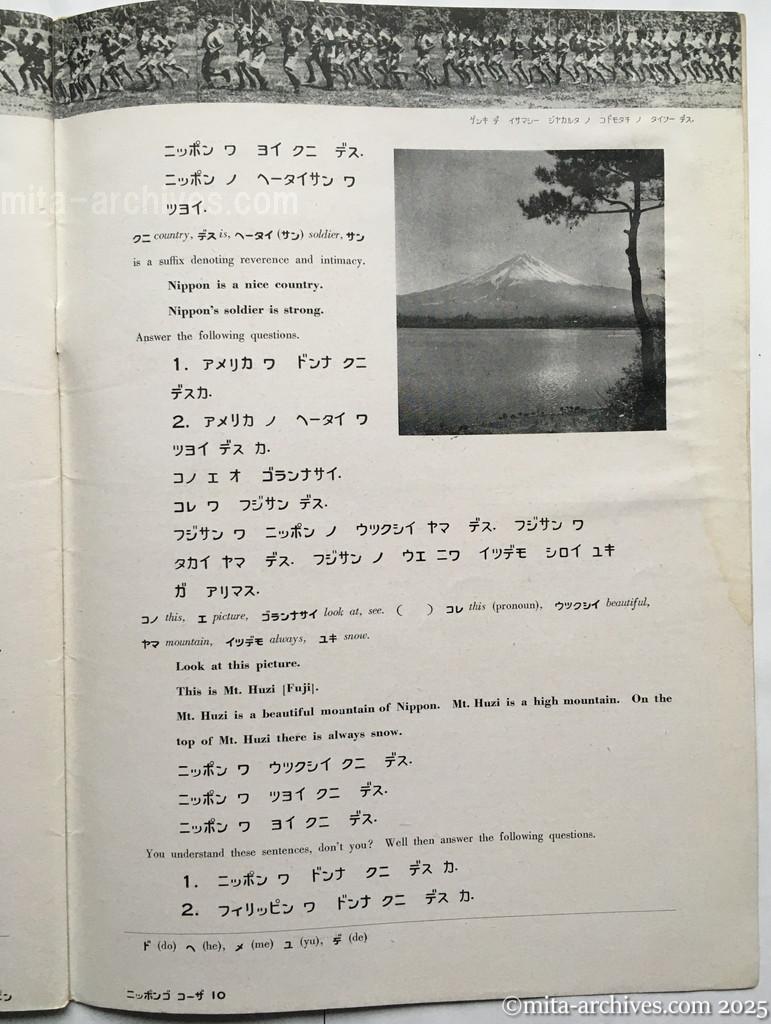 ゲンキ デ イサマシー ジャカルタ ノ コドモタチ ノ タイソー デス.
ニッポン ワ ヨイ クニ デス.
ニッポン ノ ヘータイサン ワ
ツヨイ.
mita-archives.com
クニ country, デス is, ヘータイ (サン) soldier, サン
is a suffix denoting reverence and intimacy.
Nippon is a nice country.
Nippon's soldier is strong.
Answer the following questions.
1. アメリカ ワ ドンナ クニ
デスカ.
2. アメリカ ノ ヘータイ ワ
ツヨイ デス カ.
コノ エ オ ゴランナサイ.
コレ ワ フジサン デス.
フジサン ワ ニッポン ノ ウツクシイ ヤマ デス. フジサン ワ
タカイ ヤマ デス. フジサン ノ ウエ ニワ イツデモ シロイ ユキ
ガ アリマス.
コノ this, エ picture, ゴランナサイ look at, see. ( ) コレ this (pronoun), ウツクシイ beautiful,
ヤマ mountain, イツデモ always, ユキ snow.
Look at this picture.
This is Mt. Huzi [Fuji].
Mt. Huzi is a beautiful mountain of Nippon. Mt. Huzi is a high mountain. On the
top of Mt. Huzi there is always snow.
ニッポン ワ ウツクシイ クニ デス.
ニッポン ワ ツヨイ クニ デス.
ニッポン ワ ヨイ クニ デス.
You understand these sentences, don't you? Well then answer the following questions.
1. ニッポン ワ ドンナ クニ デス カ.
2. フィリッピン ワ ドンナ クニ デス カ.
ド (do) ヘ (he), メ (me) ユ (yu), デ (de)
ニッポンゴ コーザ 10
©mita-archives.com 2025